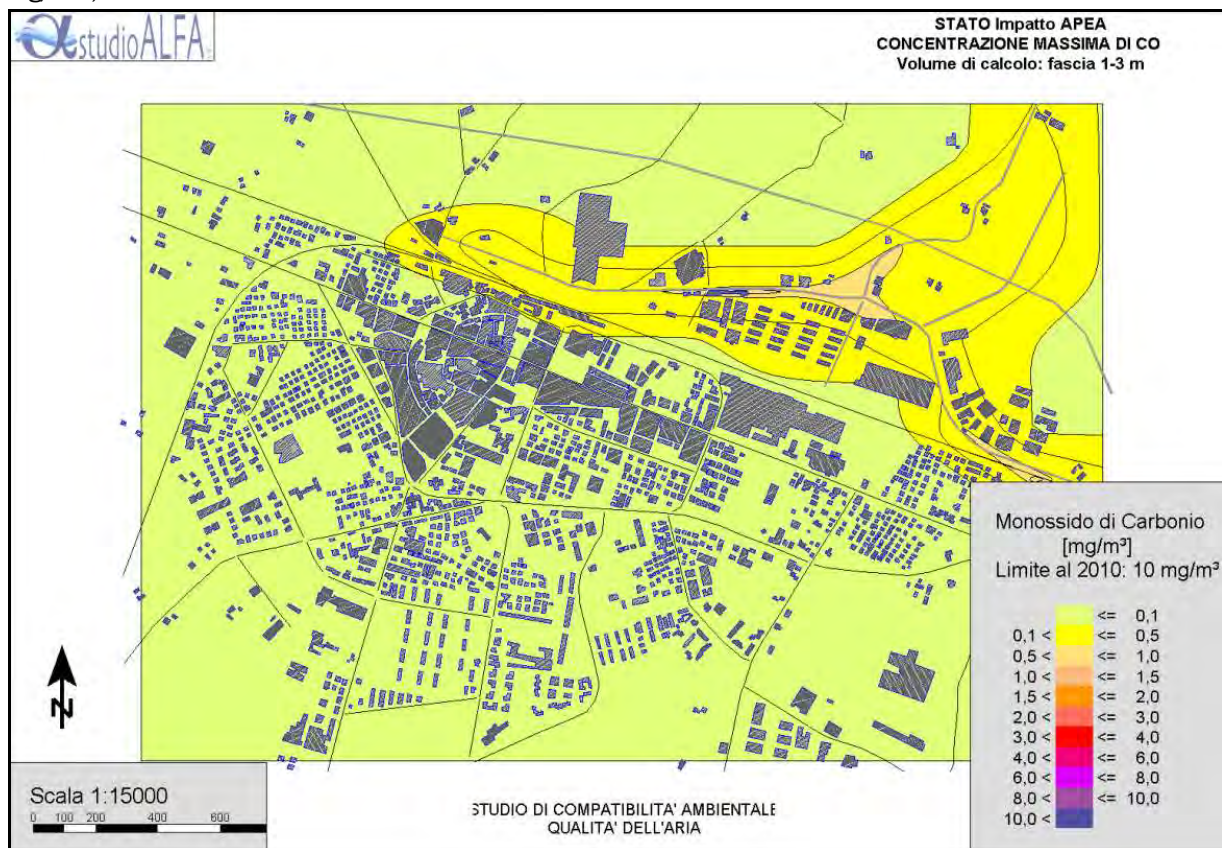 αstudioALFA
STATO Impatto APEA
CONCENTRAZIONE MASSIMA DI CO
Volume di calcolo: fascia 1-3 m
Monossido di Carbonio
[mg/m³]
Limite al 2010: 10 mg/m³
<= 0,1
0,1 < <= 0,5
0,5 < <= 1,0
1,0 < <= 1,5
1,5 < <= 2,0
2,0 < <= 3,0
3,0 < <= 4,0
4,0 < <= 6,0
6,0 < <= 8,0
8,0 < <= 10,0
10,0 <
N
Scala 1:15000
0 100 200 400 600
STUDIO DI COMPATIBILITA' AMBIENTALE
QUALITA' DELL'ARIA